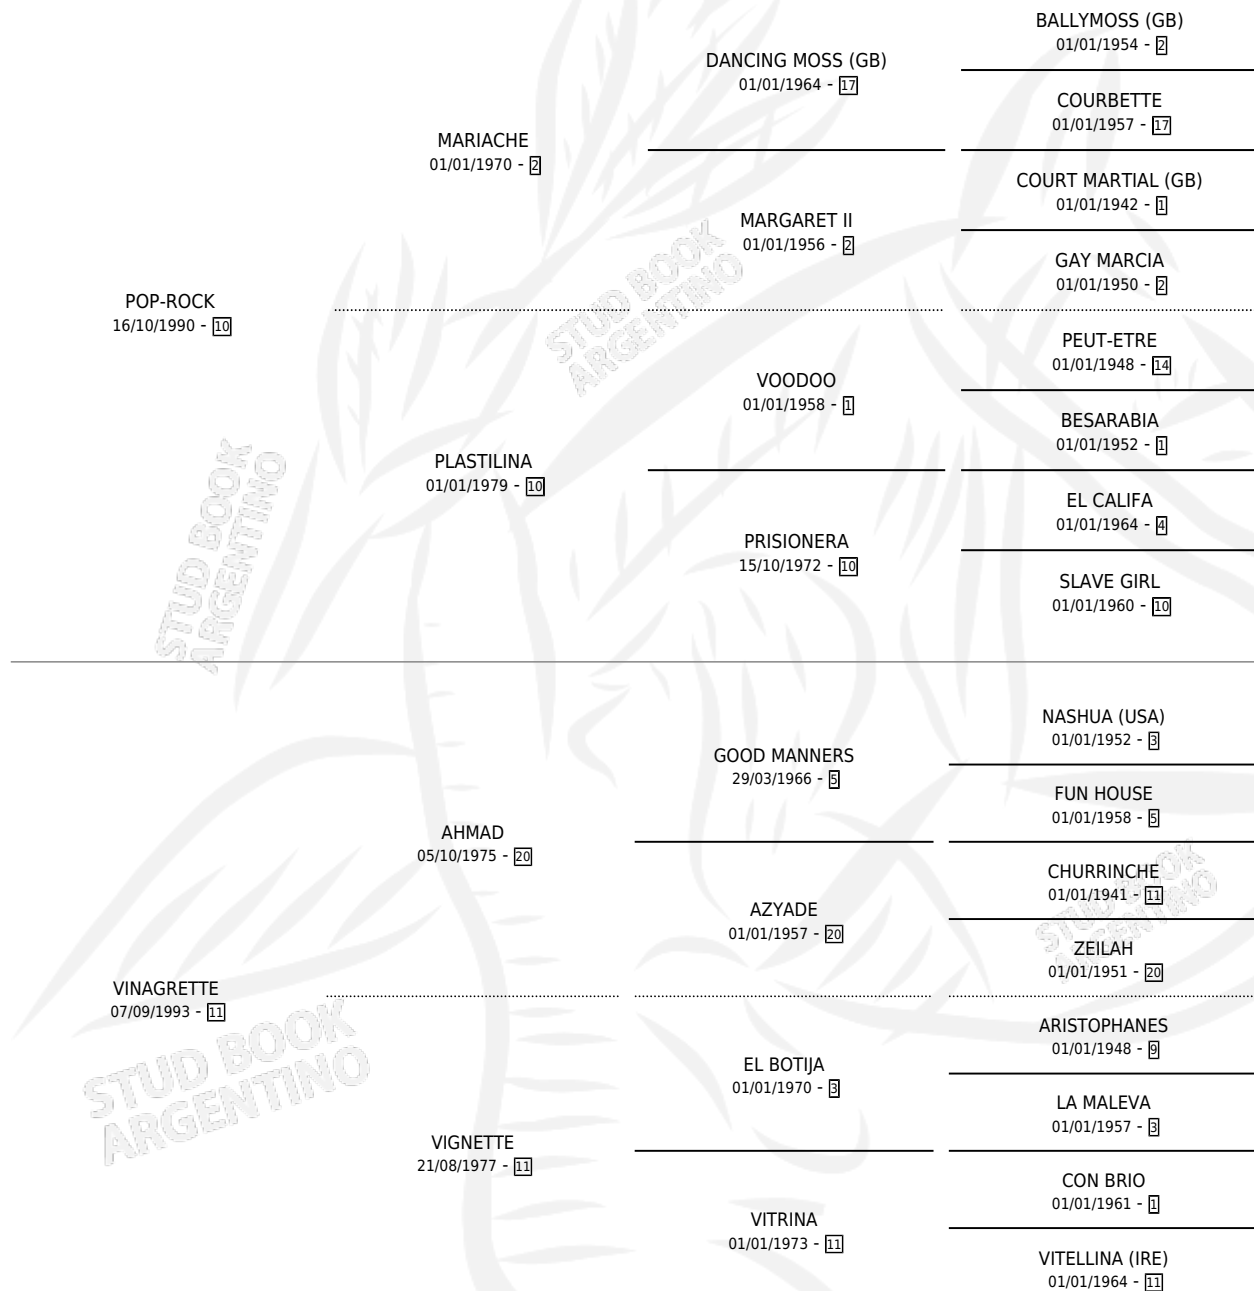 BALLYMOSS (GB)
01/01/1954 - 2
DANCING MOSS (GB)
01/01/1964 - 17
COURBETTE
01/01/1957 - 17
MARIACHE
01/01/1970 - 2
COURT MARTIAL (GB)
01/01/1942 - 1
MARGARET II
01/01/1956 - 2
GAY MARCIA
01/01/1950 - 2
POP-ROCK
16/10/1990 - 10
PEUT-ETRE
01/01/1948 - 14
VOODOO
01/01/1958 - 1
BESARABIA
01/01/1952 - 1
PLASTILINA
01/01/1979 - 10
EL CALIFA
01/01/1964 - 4
PRISIONERA
15/10/1972 - 10
SLAVE GIRL
01/01/1960 - 10
NASHUA (USA)
01/01/1952 - 3
GOOD MANNERS
29/03/1966 - 5
FUN HOUSE
01/01/1958 - 5
AHMAD
05/10/1975 - 20
CHURRINCHE
01/01/1941 - 11
AZYADE
01/01/1957 - 20
ZEILAH
01/01/1951 - 20
VINAGRETTE
07/09/1993 - 11
ARISTOPHANES
01/01/1948 - 9
EL BOTIJA
01/01/1970 - 3
LA MALEVA
01/01/1957 - 3
VIGNETTE
21/08/1977 - 11
CON BRIO
01/01/1961 - 1
VITRINA
01/01/1973 - 11
VITELLINA (IRE)
01/01/1964 - 11
STUD BOOK
ARGENTINO
STUD BOOK
ARGENTINO
STUD BOOK
ARGENTINO
STUD BOOK
ARGENTINO